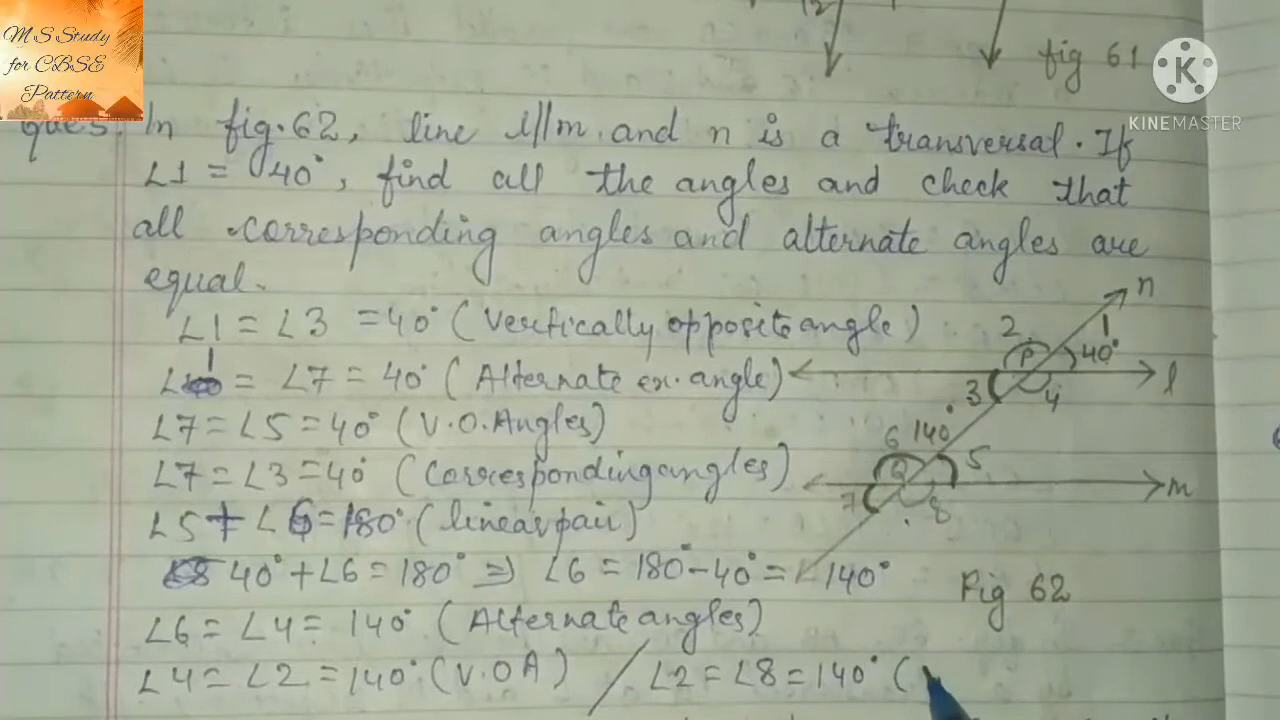 M S Study
for CBSE
Pattern
fig 61
K
KINEMASTER
ques. In fig.62, line l//m and n is a transversal. If
∠1 = 40°, find all the angles and check that
all corresponding angles and alternate angles are
equal.
∠1 = ∠3 = 40° (Vertically opposite angle)
∠1 = ∠7 = 40° (Alternate ex. angle)
∠7 = ∠5 = 40° (V.O. Angles)
∠7 = ∠3 = 40° (Corresponding angles)
∠5 + ∠6 = 180° (linear pair)
40° + ∠6 = 180° ⇒ ∠6 = 180° - 40° = 140°
∠6 = ∠4 = 140° (Alternate angles)
∠4 = ∠2 = 140° (V.O A) / ∠2 = ∠8 = 140° (
n
2 1
P 40°
l
3 4
6 140° 5
Q m
7 8
Fig 62